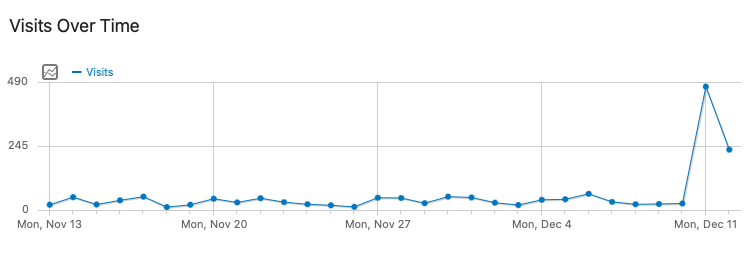 Visits Over Time
Visits
490
245
0
Mon, Nov 13 Mon, Nov 20 Mon, Nov 27 Mon, Dec 4 Mon, Dec 11